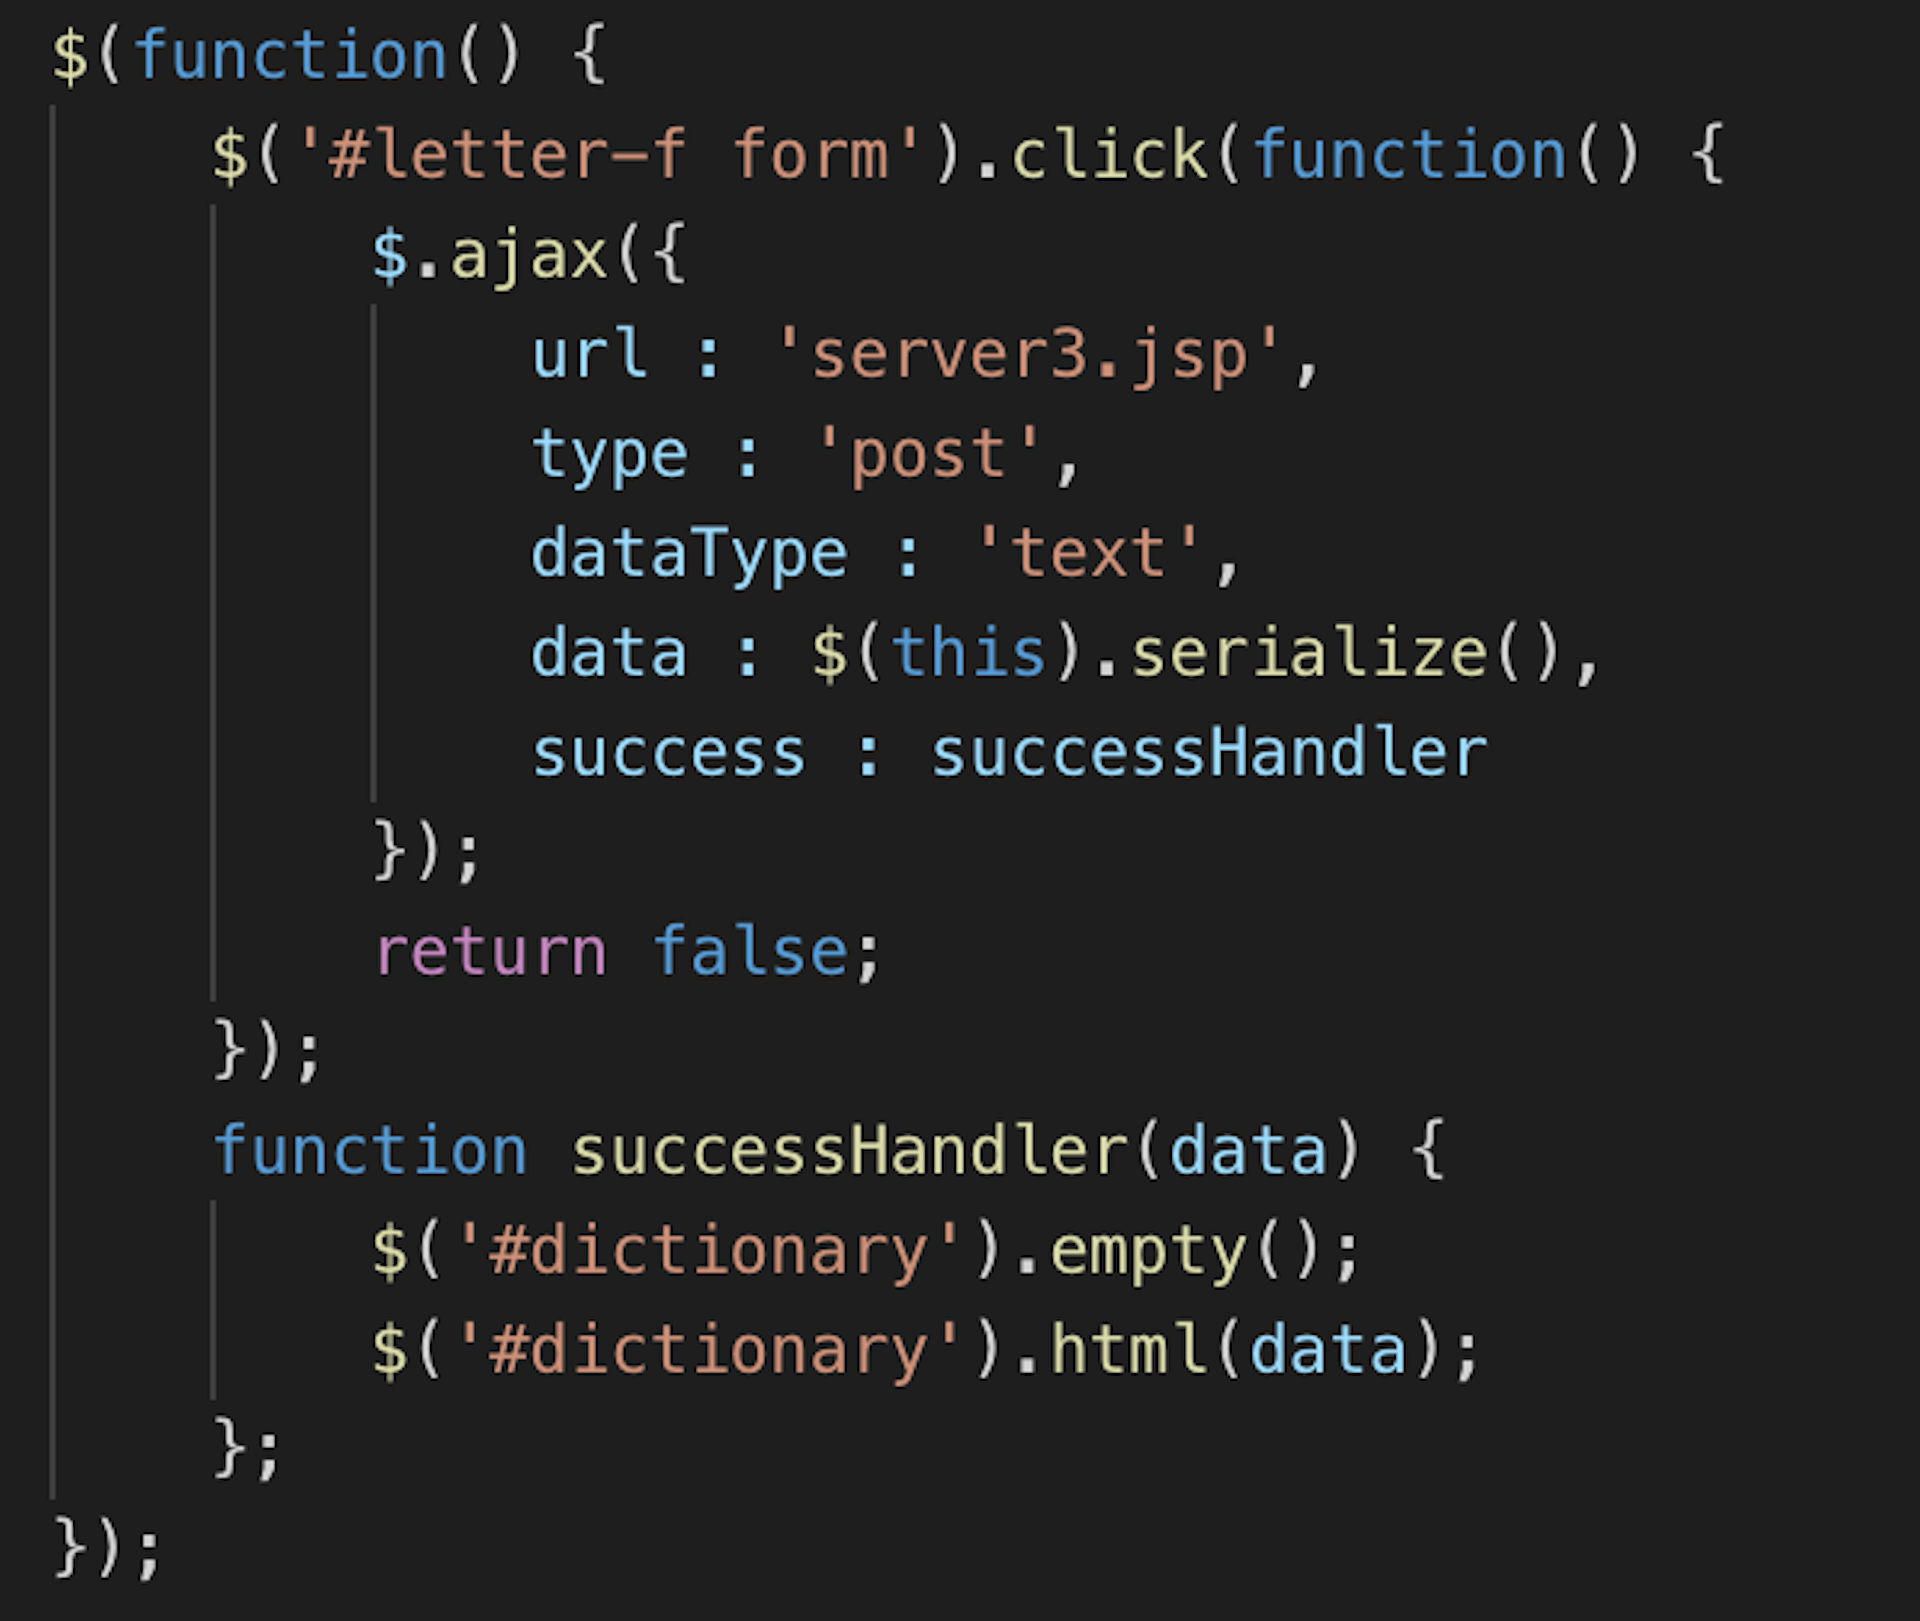 $(function() {
    $('#letter-f form').click(function() {
        $.ajax({
            url : 'server3.jsp',
            type : 'post',
            dataType : 'text',
            data : $(this).serialize(),
            success : successHandler
        });
        return false;
    });
    function successHandler(data) {
        $('#dictionary').empty();
        $('#dictionary').html(data);
    };
});